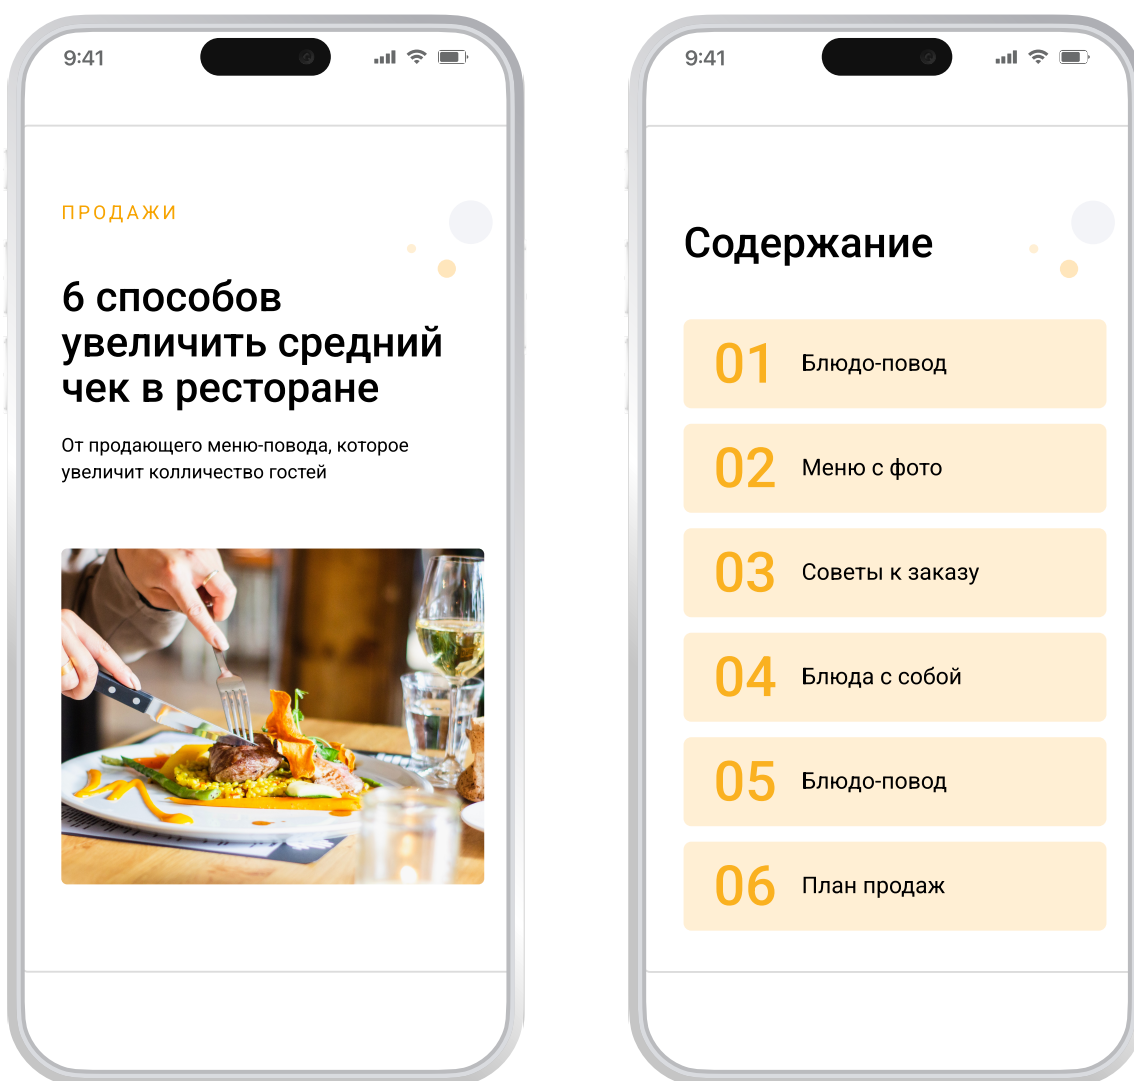 9:41
ПРОДАЖИ
6 способов
увеличить средний
чек в ресторане
От продающего меню-повода, которое
увеличит колличество гостей
9:41
Содержание
01 Блюдо-повод
02 Меню с фото
03 Советы к заказу
04 Блюда с собой
05 Блюдо-повод
06 План продаж